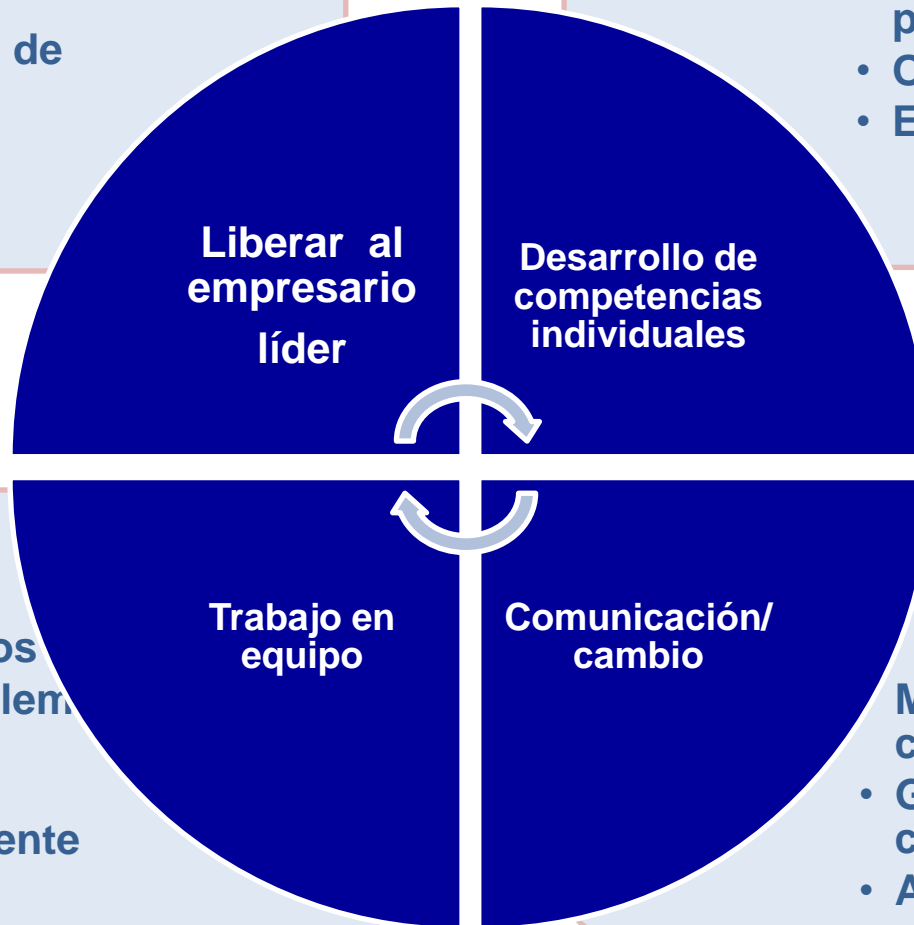 de
Liberar al
empresario
líder
Desarrollo de
competencias
individuales
Trabajo en
equipo
Comunicación/
cambio